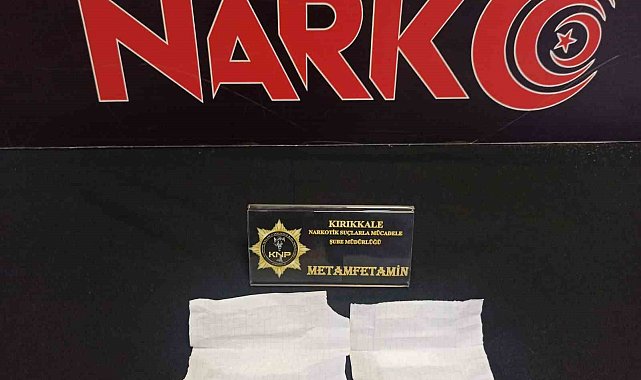 NARKO
KIRIKKALE
NARKOTİK SUÇLARLA MÜCADELE
ŞUBE MÜDÜRLÜĞÜ
KNP
METAMFETAMİN